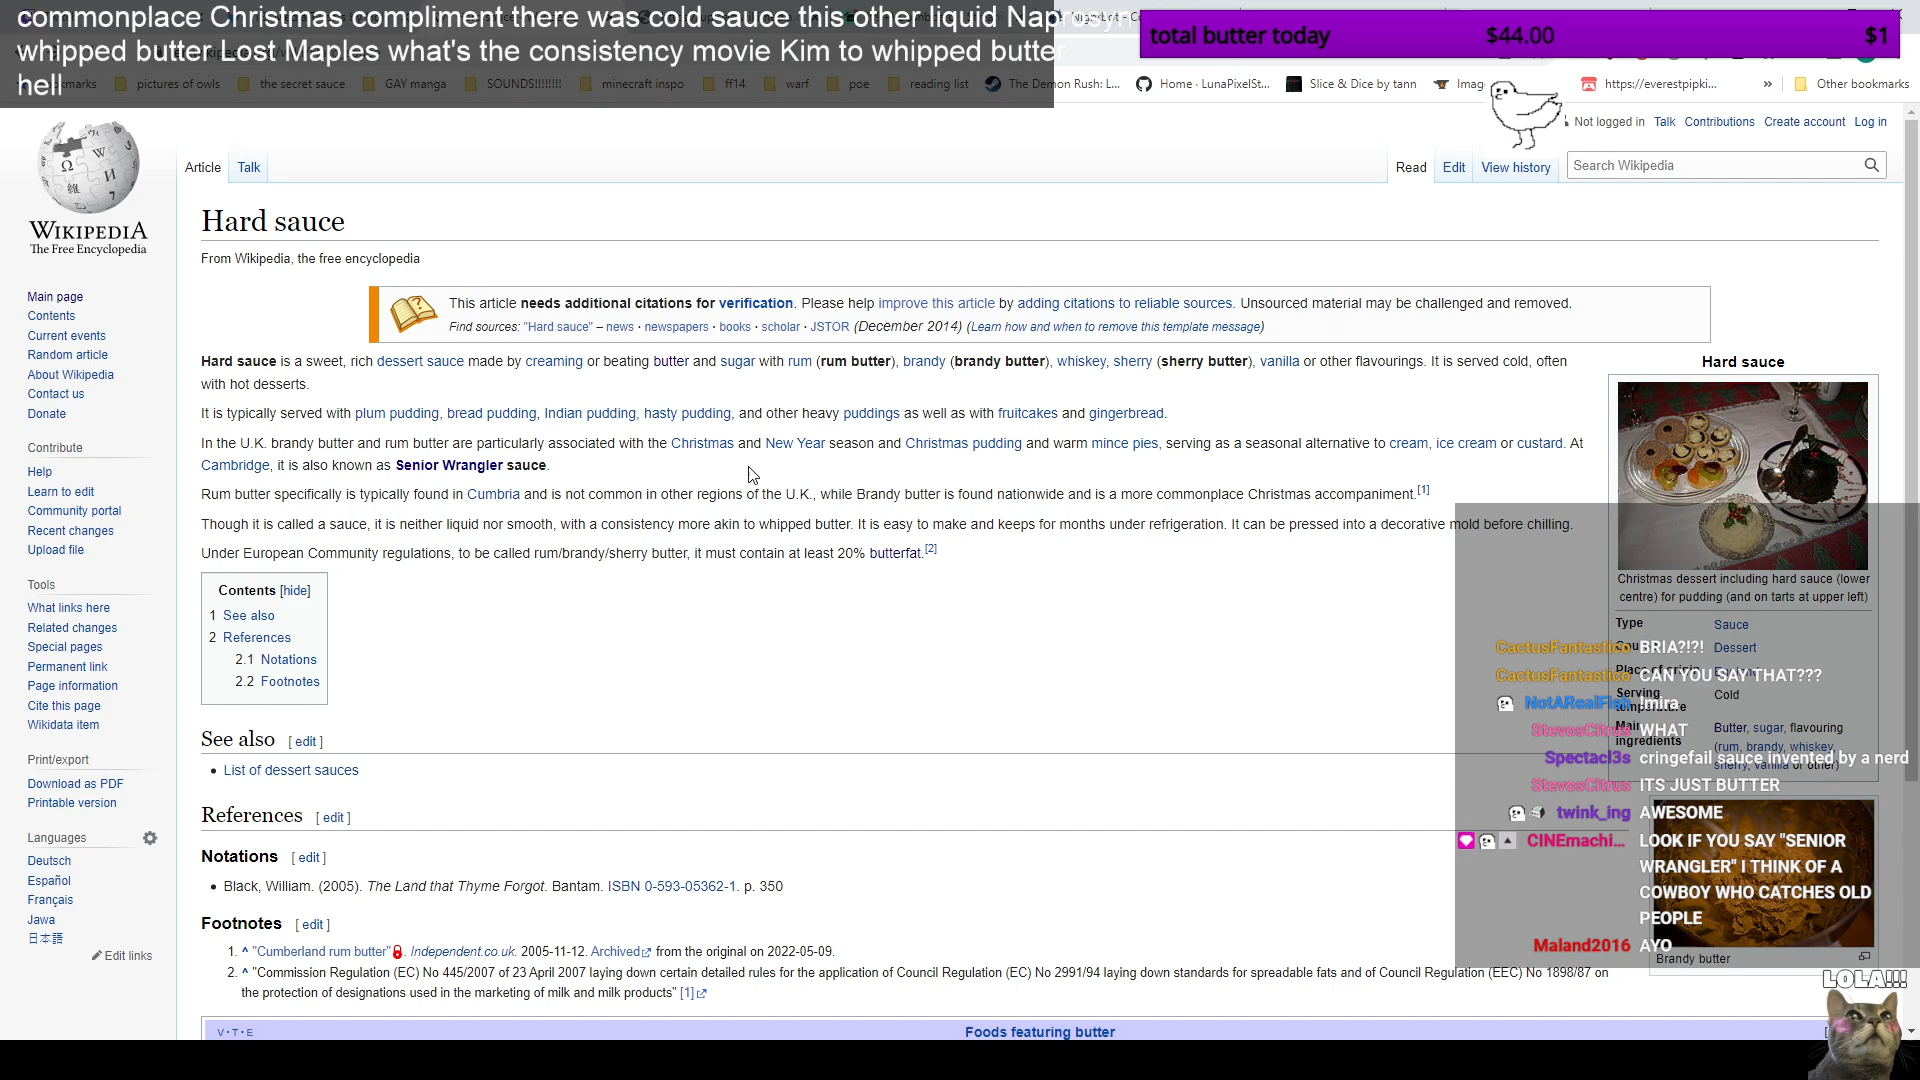 commonplace Christmas compliment there was cold sauce this other liquid Naprosyn
whipped butter Lost Maples what's the consistency movie Kim to whipped butter
hell
total butter today $44.00 $1
pictures of owls the secret sauce GAY manga SOUNDS!!!!!!!! minecraft inspo ff14 warf poe reading list The Demon Rush: L... Home · LunaPixelSt... Slice & Dice by tann Imag https://everestpipki... » Other bookmarks
Not logged in Talk Contributions Create account Log in
Article Talk Read Edit View history Search Wikipedia
WIKIPEDIA
The Free Encyclopedia
Main page
Contents
Current events
Random article
About Wikipedia
Contact us
Donate
Contribute
Help
Learn to edit
Community portal
Recent changes
Upload file
Tools
What links here
Related changes
Special pages
Permanent link
Page information
Cite this page
Wikidata item
Print/export
Download as PDF
Printable version
Languages
Deutsch
Español
Français
Jawa
日本語
Edit links
Hard sauce
From Wikipedia, the free encyclopedia
This article needs additional citations for verification. Please help improve this article by adding citations to reliable sources. Unsourced material may be challenged and removed.
Find sources: "Hard sauce" – news · newspapers · books · scholar · JSTOR (December 2014) (Learn how and when to remove this template message)
Hard sauce is a sweet, rich dessert sauce made by creaming or beating butter and sugar with rum (rum butter), brandy (brandy butter), whiskey, sherry (sherry butter), vanilla or other flavourings. It is served cold, often
with hot desserts.
It is typically served with plum pudding, bread pudding, Indian pudding, hasty pudding, and other heavy puddings as well as with fruitcakes and gingerbread.
In the U.K. brandy butter and rum butter are particularly associated with the Christmas and New Year season and Christmas pudding and warm mince pies, serving as a seasonal alternative to cream, ice cream or custard. At
Cambridge, it is also known as Senior Wrangler sauce.
Rum butter specifically is typically found in Cumbria and is not common in other regions of the U.K., while Brandy butter is found nationwide and is a more commonplace Christmas accompaniment.[1]
Though it is called a sauce, it is neither liquid nor smooth, with a consistency more akin to whipped butter. It is easy to make and keeps for months under refrigeration. It can be pressed into a decorative mold before chilling.
Under European Community regulations, to be called rum/brandy/sherry butter, it must contain at least 20% butterfat.[2]
Contents [hide]
1 See also
2 References
2.1 Notations
2.2 Footnotes
See also [ edit ]
• List of dessert sauces
References [ edit ]
Notations [ edit ]
• Black, William. (2005). The Land that Thyme Forgot. Bantam. ISBN 0-593-05362-1. p. 350
Footnotes [ edit ]
1. ^ "Cumberland rum butter". Independent.co.uk. 2005-11-12. Archived from the original on 2022-05-09.
2. ^ "Commission Regulation (EC) No 445/2007 of 23 April 2007 laying down certain detailed rules for the application of Council Regulation (EC) No 2991/94 laying down standards for spreadable fats and of Council Regulation (EEC) No 1898/87 on
the protection of designations used in the marketing of milk and milk products" [1]
V·T·E Foods featuring butter
Hard sauce
Christmas dessert including hard sauce (lower
centre) for pudding (and on tarts at upper left)
Type Sauce
Dessert
Place of origin
Serving temperature Cold
Main ingredients Butter, sugar, flavouring
(rum, brandy, whiskey,
sherry, vanilla or other)
Brandy butter
CactusFantastico BRIA?!?!
CactusFantastico CAN YOU SAY THAT???
NotARealFish !mira
StevosCitrus WHAT
Spectacl3s cringefail sauce invented by a nerd
StevosCitrus ITS JUST BUTTER
twink_ing AWESOME
CINEmachi... LOOK IF YOU SAY "SENIOR
WRANGLER" I THINK OF A
COWBOY WHO CATCHES OLD
PEOPLE
Maland2016 AYO
LOLA!!!